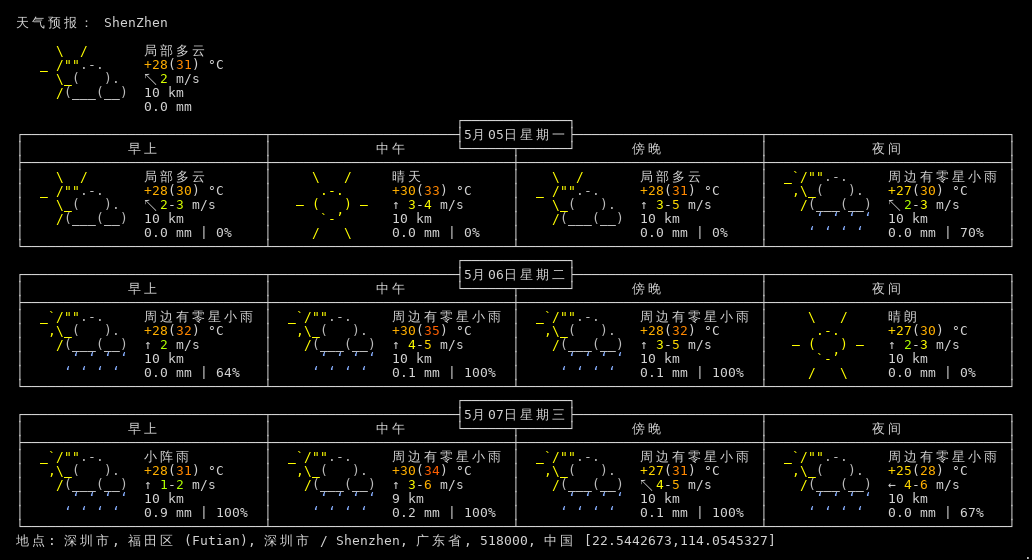 天气预报： ShenZhen
局部多云
+28(31) °C
↖2 m/s
10 km
0.0 mm
5月05日星期一
早上 中午 傍晚 夜间
局部多云 晴天 局部多云 周边有零星小雨
+28(30) °C +30(33) °C +28(31) °C +27(30) °C
↖2-3 m/s ↑ 3-4 m/s ↑ 3-5 m/s ↖2-3 m/s
10 km 10 km 10 km 10 km
0.0 mm | 0% 0.0 mm | 0% 0.0 mm | 0% 0.0 mm | 70%
5月06日星期二
早上 中午 傍晚 夜间
周边有零星小雨 周边有零星小雨 周边有零星小雨 晴朗
+28(32) °C +30(35) °C +28(32) °C +27(30) °C
↑ 2 m/s ↑ 4-5 m/s ↑ 3-5 m/s ↑ 2-3 m/s
10 km 10 km 10 km 10 km
0.0 mm | 64% 0.1 mm | 100% 0.1 mm | 100% 0.0 mm | 0%
5月07日星期三
早上 中午 傍晚 夜间
小阵雨 周边有零星小雨 周边有零星小雨 周边有零星小雨
+28(31) °C +30(34) °C +27(31) °C +25(28) °C
↑ 1-2 m/s ↑ 3-6 m/s ↖4-5 m/s ← 4-6 m/s
10 km 9 km 10 km 10 km
0.9 mm | 100% 0.2 mm | 100% 0.1 mm | 100% 0.0 mm | 67%
地点: 深圳市, 福田区 (Futian), 深圳市 / Shenzhen, 广东省, 518000, 中国 [22.5442673,114.0545327]